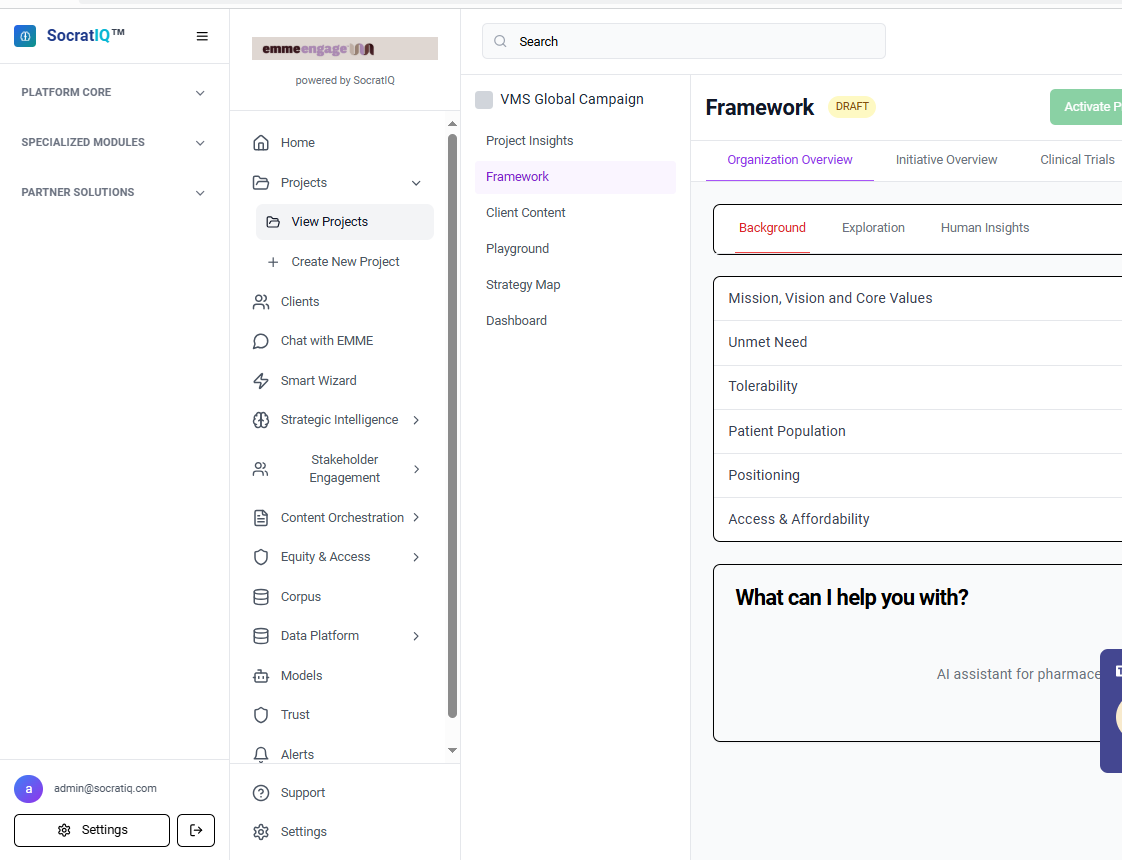 SocratIQ™
PLATFORM CORE
SPECIALIZED MODULES
PARTNER SOLUTIONS
a
admin@socratiq.com
Settings
emmeengage
powered by SocratIQ
Home
Projects
View Projects
Create New Project
Clients
Chat with EMME
Smart Wizard
Strategic Intelligence
Stakeholder
Engagement
Content Orchestration
Equity & Access
Corpus
Data Platform
Models
Trust
Alerts
Support
Settings
Search
VMS Global Campaign
Project Insights
Framework
Client Content
Playground
Strategy Map
Dashboard
Framework DRAFT
Activate P
Organization Overview Initiative Overview Clinical Trials
Background Exploration Human Insights
Mission, Vision and Core Values
Unmet Need
Tolerability
Patient Population
Positioning
Access & Affordability
What can I help you with?
AI assistant for pharmace